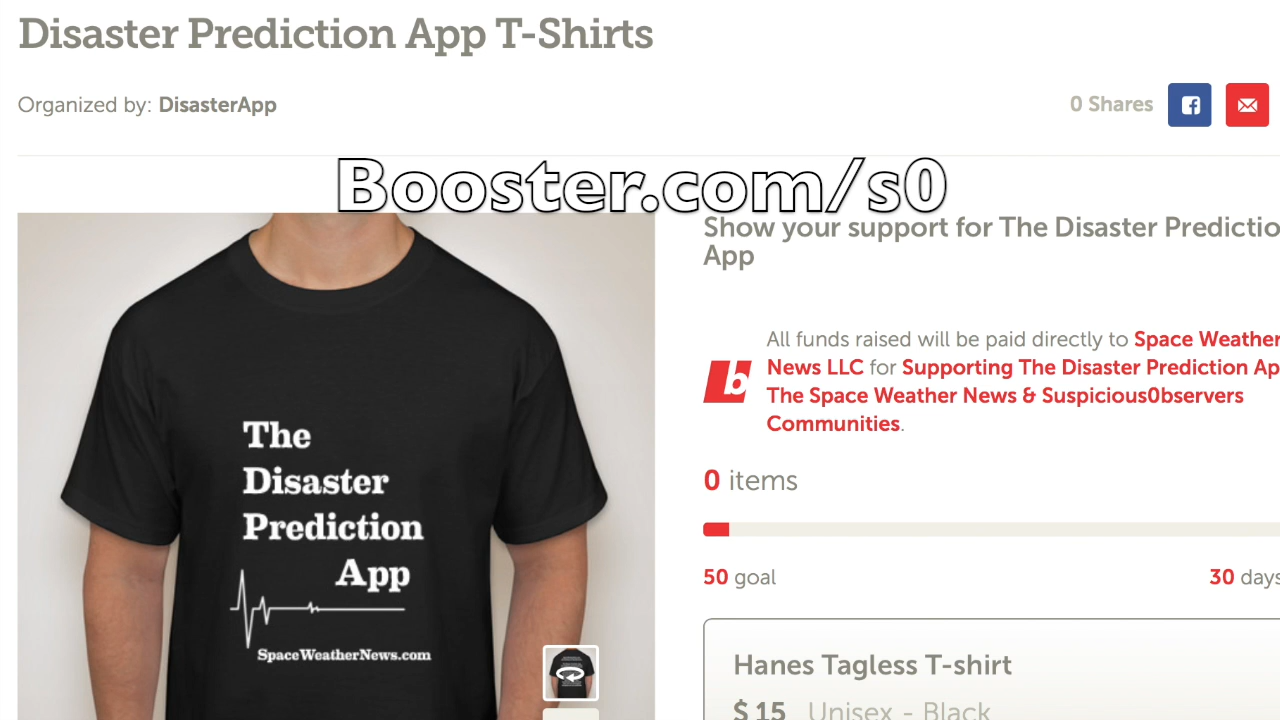 Disaster Prediction App T-Shirts
Organized by: DisasterApp
0 Shares
Booster.com/s0
Show your support for The Disaster Predictio
App
All funds raised will be paid directly to Space Weather
News LLC for Supporting The Disaster Prediction Ap
The Space Weather News & Suspicious0bservers
Communities.
b
0 items
50 goal
30 days
Hanes Tagless T-shirt
$15 Unisex - Black
The
Disaster
Prediction
App
SpaceWeatherNews.com